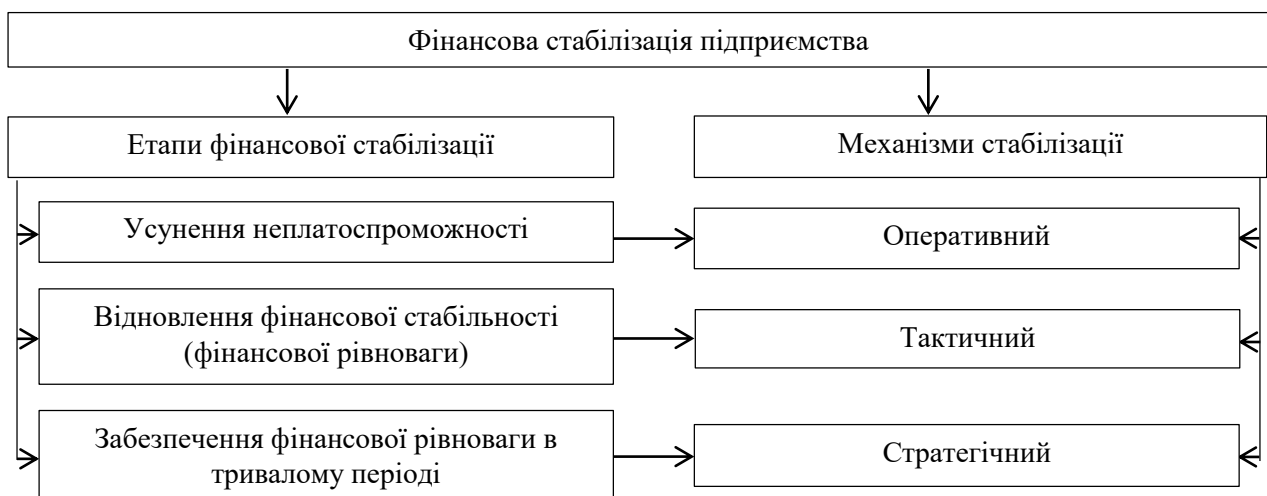 Фінансова стабілізація підприємства
Етапи фінансової стабілізації
Механізми стабілізації
Усунення неплатоспроможності
Оперативний
Відновлення фінансової стабільності
(фінансової рівноваги)
Тактичний
Забезпечення фінансової рівноваги в
тривалому періоді
Стратегічний